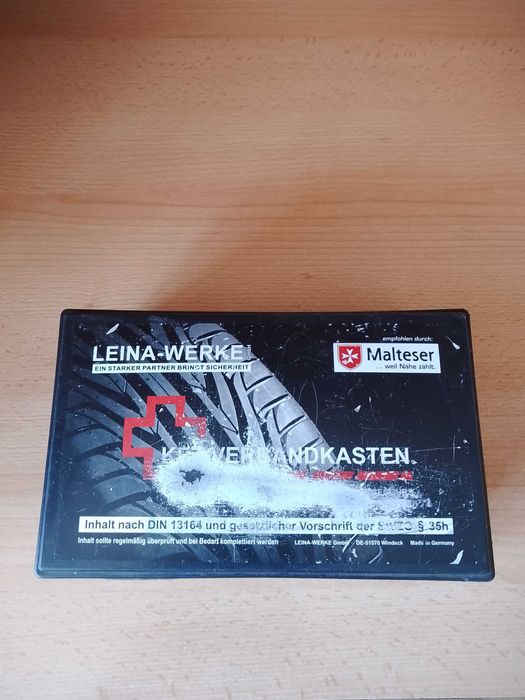 LEINA-WERKE GmbH
EIN STARKER PARTNER BRINGT SICHERHEIT
empfohlen durch:
Malteser
... weil Nähe zählt.
KFZ-VERBANDKASTEN
Inhalt nach DIN 13164 und gesetzlicher Vorschrift der StVZO § 35h
Inhalt sollte regelmäßig überprüft und bei Bedarf komplettiert werden
LEINA-WERKE GmbH DE-51570 Windeck Made in Germany